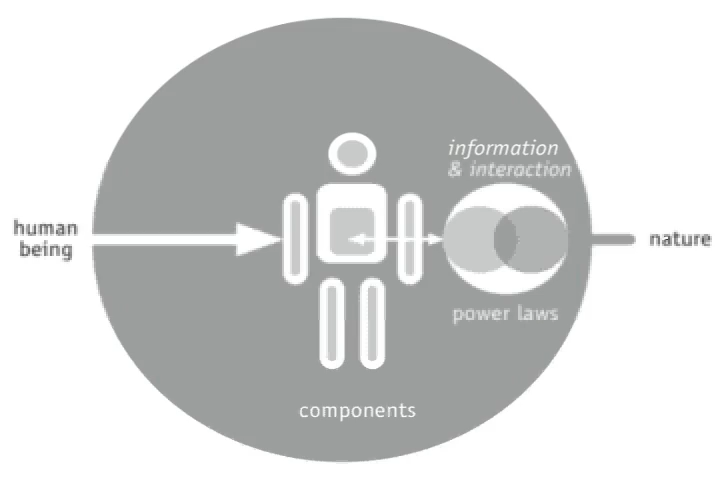 information
& interaction
human
being
nature
power laws
components